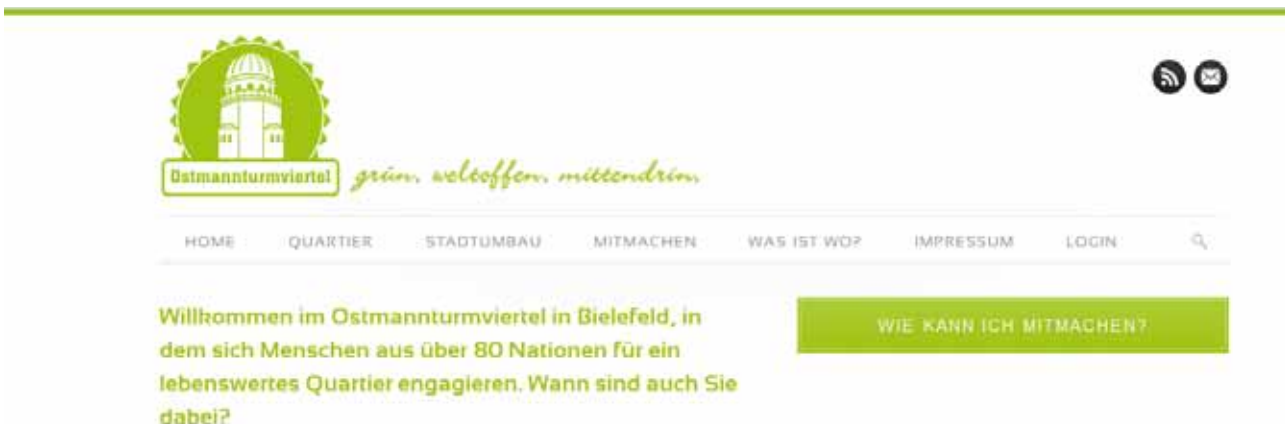 Ostmannturmviertel
grün. weltoffen. mittendrin.
HOME QUARTIER STADTUMBAU MITMACHEN WAS IST WO? IMPRESSUM LOGIN
Willkommen im Ostmannturmviertel in Bielefeld, in
dem sich Menschen aus über 80 Nationen für ein
lebenswertes Quartier engagieren. Wann sind auch Sie
dabei?
WIE KANN ICH MITMACHEN?